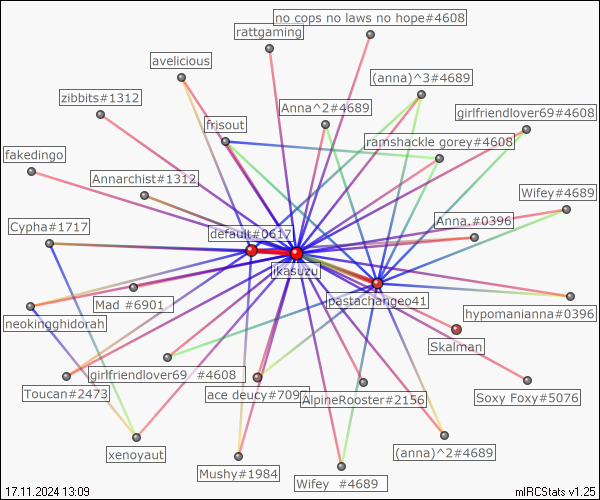 no cops no laws no hope#4608
rattgaming
avelicious
(anna)^3#4689
zibbits#1312
Anna^2#4689
girlfriendlover69#4608
frisout
ramshackle gorey#4608
fakedingo
Annarchist#1312
Wifey#4689
Cypha#1717
default#0617
Anna.#0396
ikasuzu
Mad #6901
pastachangeo41
neokingghidorah
hypomanianna#0396
Skalman
girlfriendlover69 #4608
Toucan#2473
ace deucy#7097
AlpineRooster#2156
Soxy Foxy#5076
xenoyaut
(anna)^2#4689
Mushy#1984
Wifey #4689
17.11.2024 13:09
mIRCStats v1.25